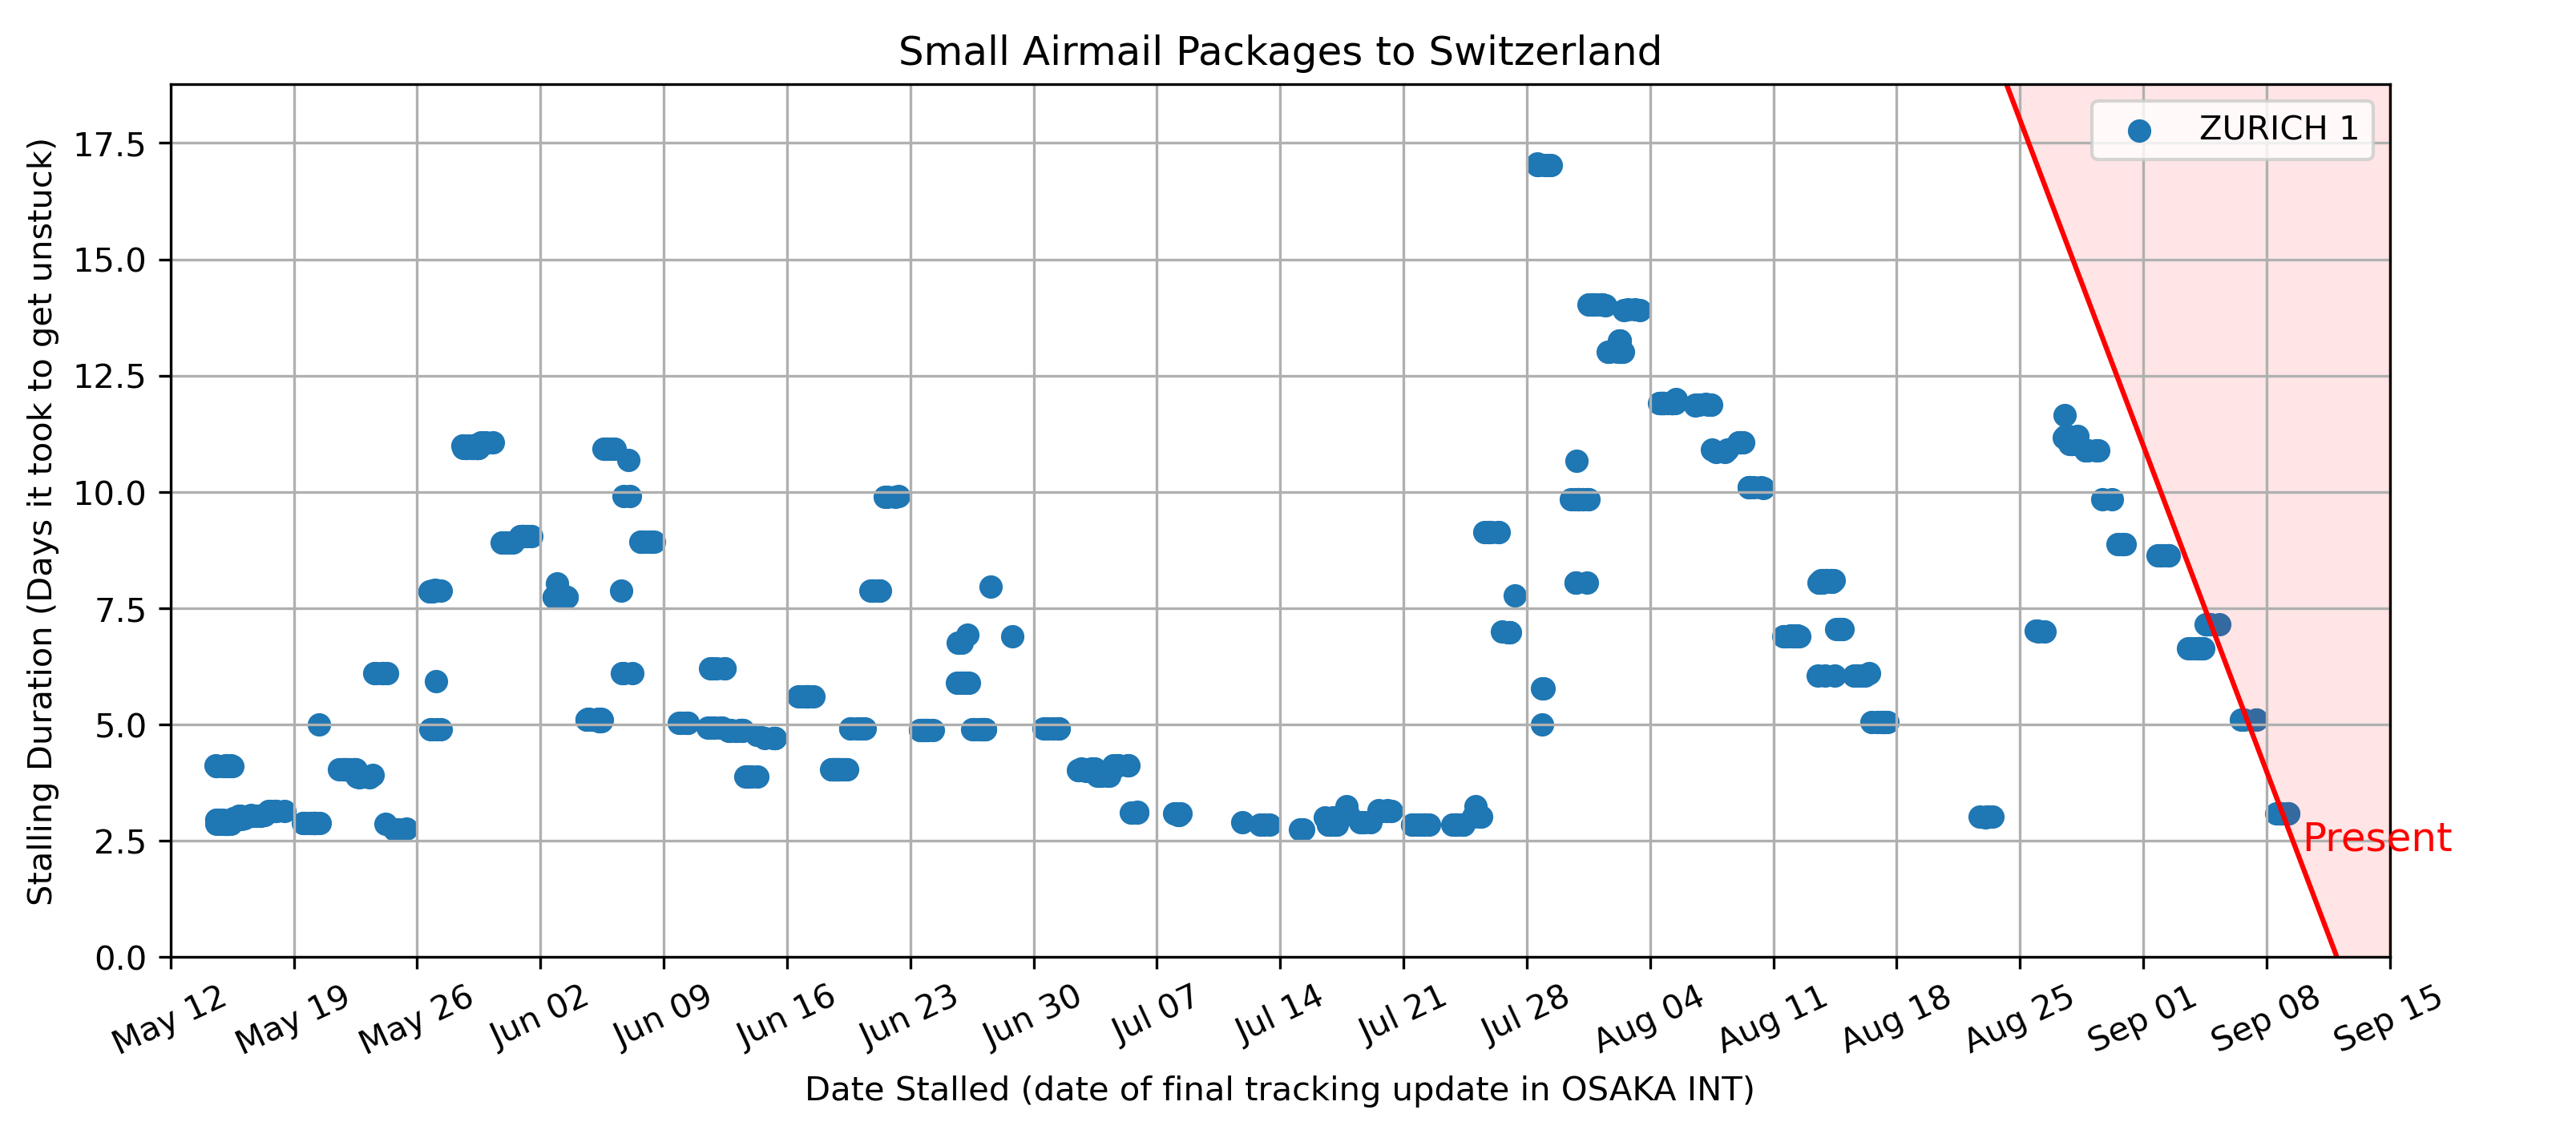 Small Airmail Packages to Switzerland
ZURICH 1
Stalling Duration (Days it took to get unstuck)
17.5
15.0
12.5
10.0
7.5
5.0
2.5
0.0
Present
May 12 May 19 May 26 Jun 02 Jun 09 Jun 16 Jun 23 Jun 30 Jul 07 Jul 14 Jul 21 Jul 28 Aug 04 Aug 11 Aug 18 Aug 25 Sep 01 Sep 08 Sep 15
Date Stalled (date of final tracking update in OSAKA INT)